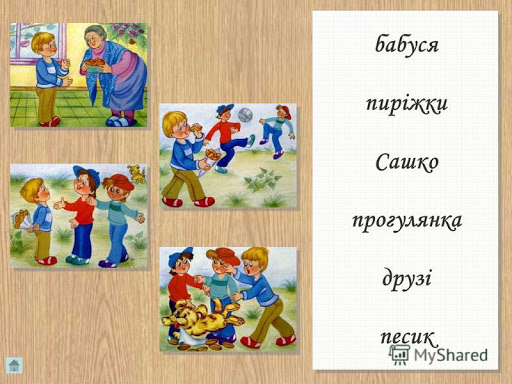 бабуся
пиріжки
Сашко
прогулянка
друзі
песик
MyShared